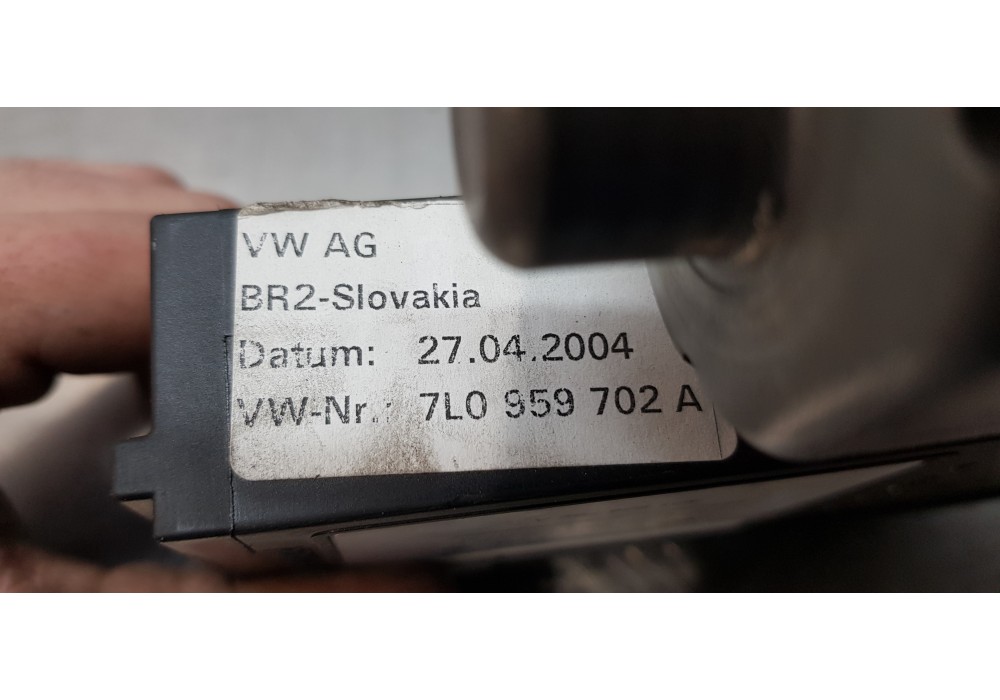 VW AG
BR2-Slovakia
Datum: 27.04.2004
VW-Nr.: 7L0 959 702 A